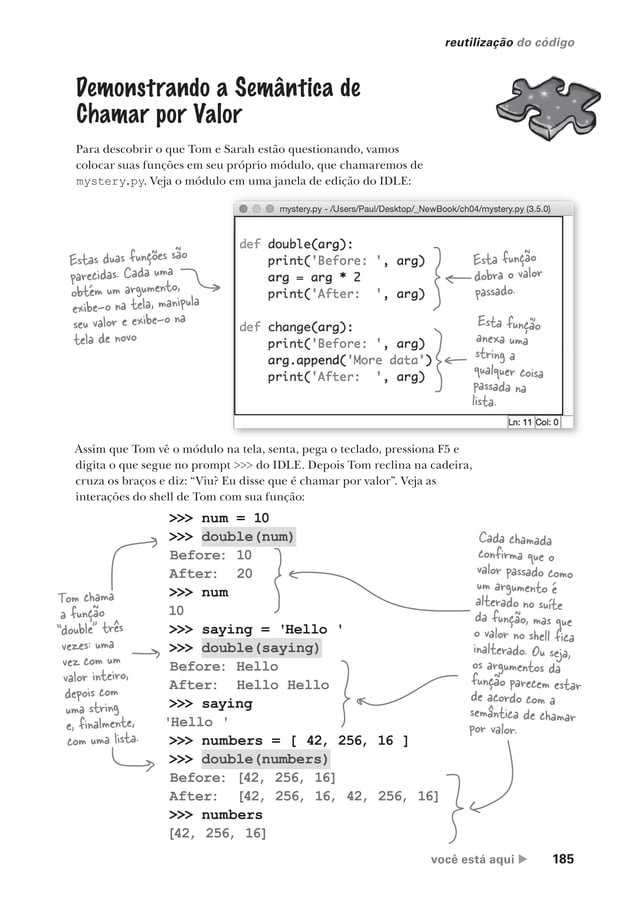 reutilização do código
Demonstrando a Semântica de
Chamar por Valor
Para descobrir o que Tom e Sarah estão questionando, vamos
colocar suas funções em seu próprio módulo, que chamaremos de
mystery.py. Veja o módulo em uma janela de edição do IDLE:
mystery.py - /Users/Paul/Desktop/_NewBook/ch04/mystery.py (3.5.0)
Estas duas funções são
parecidas. Cada uma
obtém um argumento,
exibe-o na tela, manipula
seu valor e exibe-o na
tela de novo
def double(arg):
    print('Before: ', arg)
    arg = arg * 2
    print('After:  ', arg)
Esta função
dobra o valor
passado.
def change(arg):
    print('Before: ', arg)
    arg.append('More data')
    print('After:  ', arg)
Esta função
anexa uma
string a
qualquer coisa
passada na
lista.
Ln: 11 Col: 0
Assim que Tom vê o módulo na tela, senta, pega o teclado, pressiona F5 e
digita o que segue no prompt >>> do IDLE. Depois Tom reclina na cadeira,
cruza os braços e diz: “Viu? Eu disse que é chamar por valor”. Veja as
interações do shell de Tom com sua função:
>>> num = 10
>>> double(num)
Before: 10
After:  20
>>> num
10
>>> saying = 'Hello '
>>> double(saying)
Before: Hello
After:  Hello Hello
>>> saying
'Hello '
>>> numbers = [ 42, 256, 16 ]
>>> double(numbers)
Before: [42, 256, 16]
After:  [42, 256, 16, 42, 256, 16]
>>> numbers
[42, 256, 16]
Tom chama
a função
“double” três
vezes: uma
vez com um
valor inteiro,
depois com
uma string
e, finalmente,
com uma lista.
Cada chamada
confirma que o
valor passado como
um argumento é
alterado no suíte
da função, mas que
o valor no shell fica
inalterado. Ou seja,
os argumentos da
função parecem estar
de acordo com a
semântica de chamar
por valor.
você está aqui ▶ 185